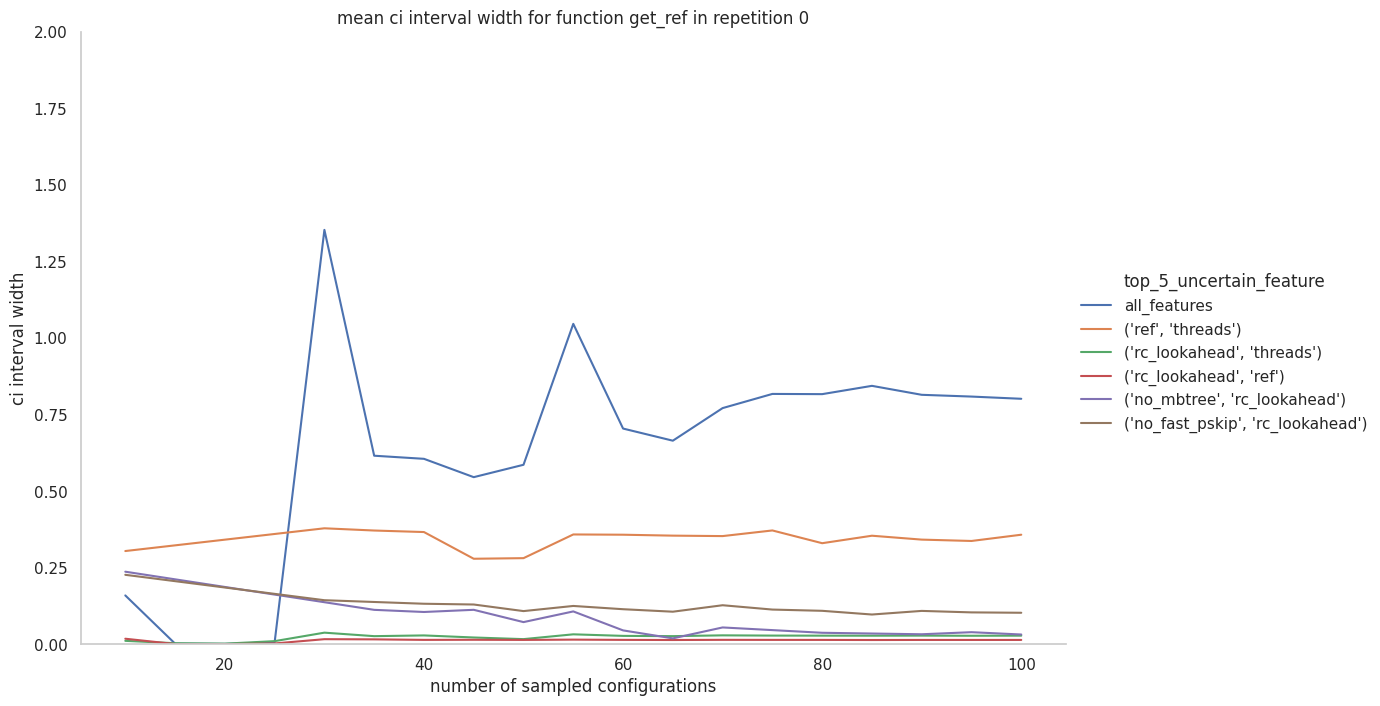 mean ci interval width for function get_ref in repetition 0
2.00
1.75
1.50
1.25
1.00
0.75
0.50
0.25
0.00
ci interval width
20
40
60
80
100
number of sampled configurations
top_5_uncertain_feature
all_features
('ref', 'threads')
('rc_lookahead', 'threads')
('rc_lookahead', 'ref')
('no_mbtree', 'rc_lookahead')
('no_fast_pskip', 'rc_lookahead')